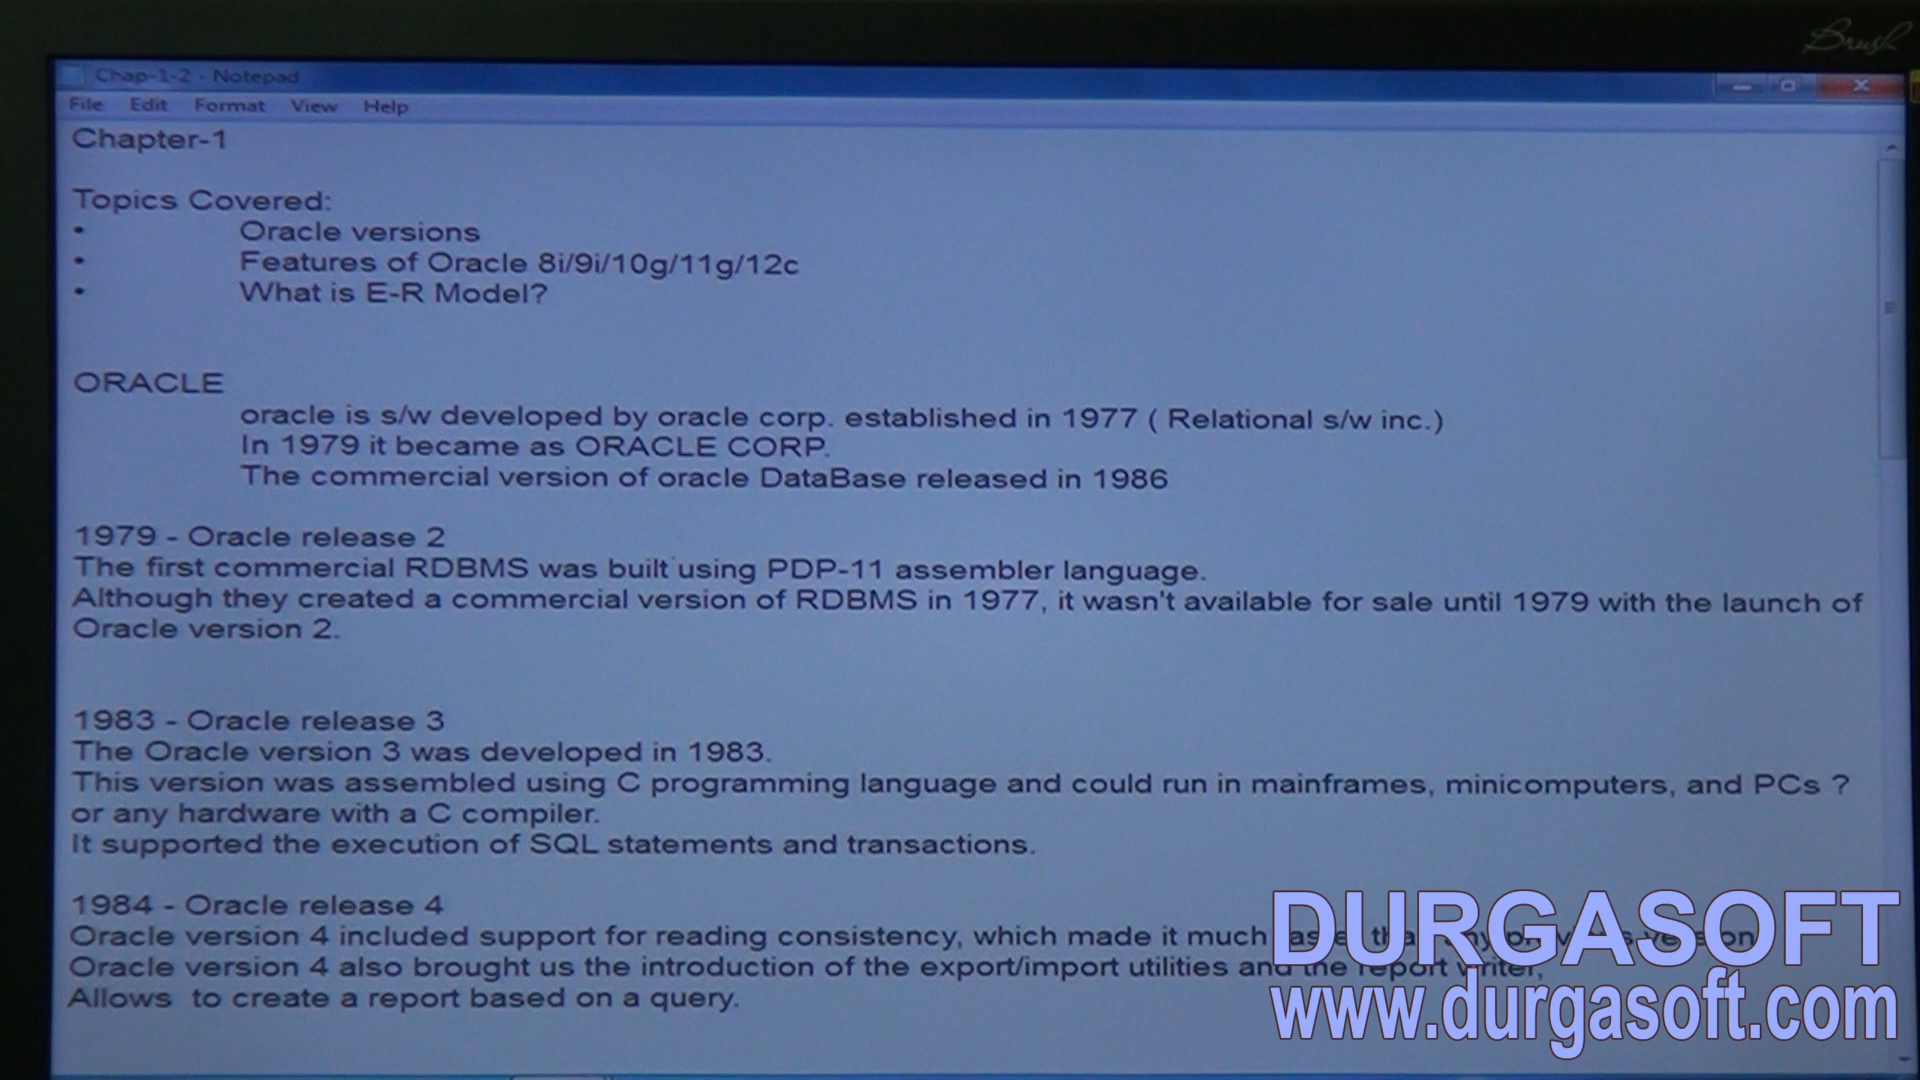 Brush
Chap-1-2 - Notepad
File Edit Format View Help
Chapter-1
Topics Covered:
• Oracle versions
• Features of Oracle 8i/9i/10g/11g/12c
• What is E-R Model?
ORACLE
oracle is s/w developed by oracle corp. established in 1977 ( Relational s/w inc.)
In 1979 it became as ORACLE CORP.
The commercial version of oracle DataBase released in 1986
1979 - Oracle release 2
The first commercial RDBMS was built using PDP-11 assembler language.
Although they created a commercial version of RDBMS in 1977, it wasn't available for sale until 1979 with the launch of
Oracle version 2.
1983 - Oracle release 3
The Oracle version 3 was developed in 1983.
This version was assembled using C programming language and could run in mainframes, minicomputers, and PCs ?
or any hardware with a C compiler.
It supported the execution of SQL statements and transactions.
1984 - Oracle release 4
Oracle version 4 included support for reading consistency, which made it much
Oracle version 4 also brought us the introduction of the export/import utilities and the report writer,
Allows to create a report based on a query.
DURGASOFT
www.durgasoft.com